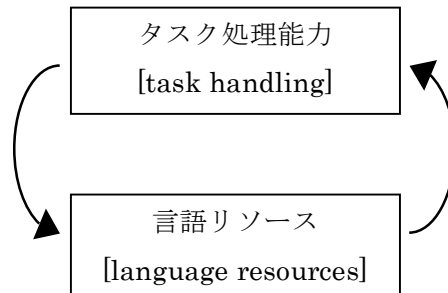 タスク処理能力
[task handling]
言語リソース
[language resources]